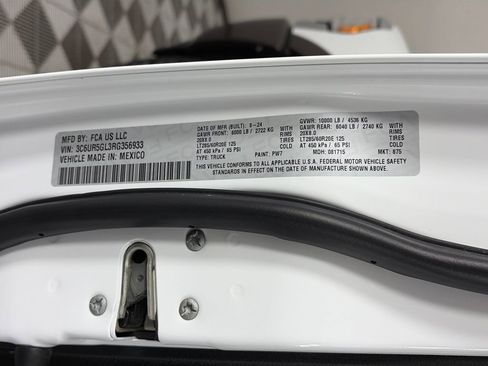 MFD BY: FCA US LLC
VIN: 3C6UR5GL3RG356933
VEHICLE MADE IN: MEXICO
DATE OF MFR (BUILT): 8-24
GAWR FRONT: 6000 LB / 2722 KG
WITH
20X8.0 RIMS
LT285/60R20E 125 TIRES
AT 450 kPa / 65 PSI COLD
TYPE: TRUCK PAINT: PW7
GVWR: 10000 LB / 4536 KG
GAWR REAR: 6040 LB / 2740 KG
WITH
20X8.0 RIMS
LT285/60R20E 125 TIRES
AT 450 kPa / 65 PSI COLD
MDH: 081715 MKT: 875
THIS VEHICLE CONFORMS TO ALL APPLICABLE U.S.A. FEDERAL MOTOR VEHICLE SAFETY
STANDARDS IN EFFECT ON THE DATE OF MANUFACTURE SHOWN ABOVE.